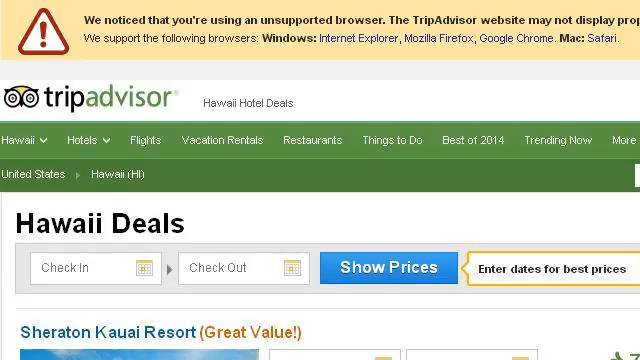 We noticed that you're using an unsupported browser. The TripAdvisor website may not display prop
We support the following browsers: Windows: Internet Explorer, Mozilla Firefox, Google Chrome. Mac: Safari.
tripadvisor Hawaii Hotel Deals
Hawaii Hotels Flights Vacation Rentals Restaurants Things to Do Best of 2014 Trending Now More
United States Hawaii (HI)
Hawaii Deals
Check In Check Out Show Prices Enter dates for best prices
Sheraton Kauai Resort (Great Value!)